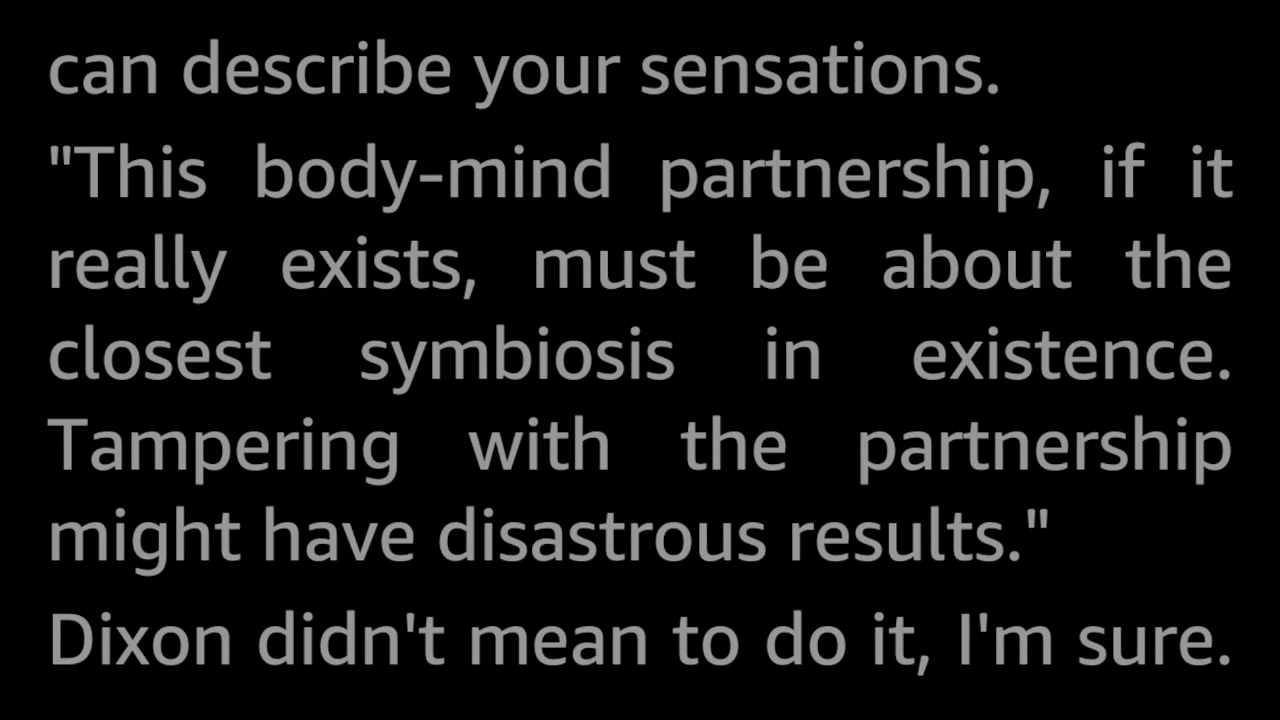 can describe your sensations.
"This body-mind partnership, if it
really exists, must be about the
closest symbiosis in existence.
Tampering with the partnership
might have disastrous results."
Dixon didn't mean to do it, I'm sure.